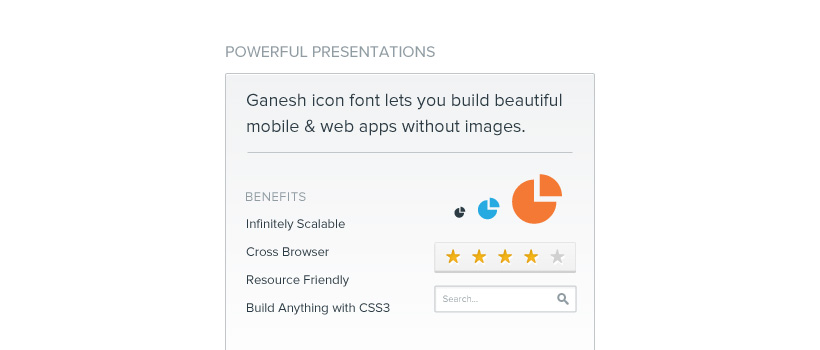 POWERFUL PRESENTATIONS
Ganesh icon font lets you build beautiful
mobile & web apps without images.
BENEFITS
Infinitely Scalable
Cross Browser
Resource Friendly
Build Anything with CSS3
Search...